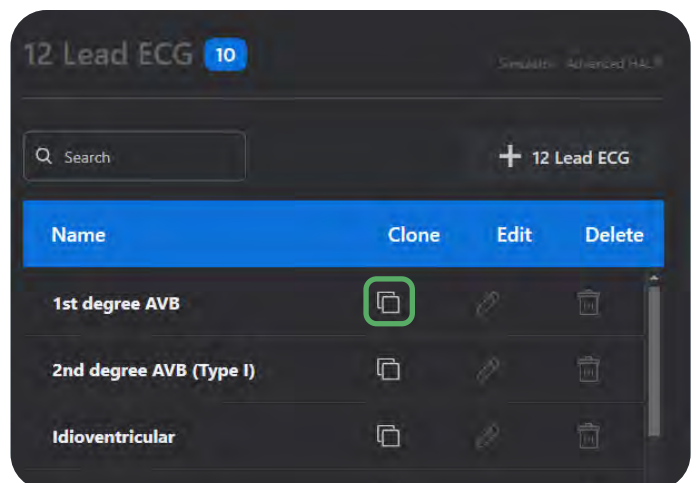 12 Lead ECG 10
Simulator: Advanced HAL®
Search
12 Lead ECG
Name Clone Edit Delete
1st degree AVB
2nd degree AVB (Type I)
Idioventricular